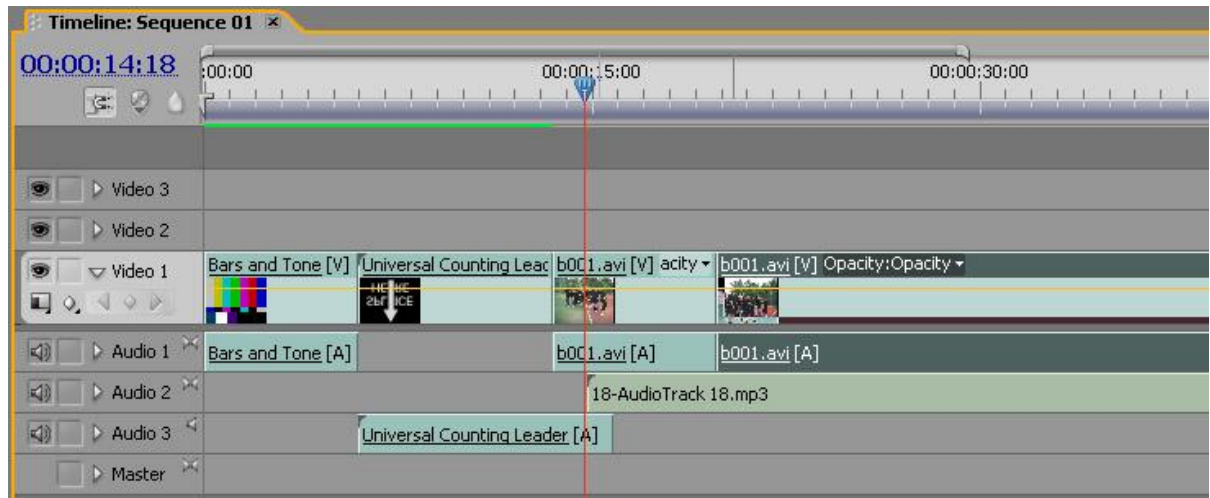 Timeline: Sequence 01
00:00:14:18
:00:00 00:00:15:00 00:00:30:00
Video 3
Video 2
Video 1
Bars and Tone [V] Universal Counting Leac b001.avi [V] acity b001.avi [V] Opacity:Opacity
Audio 1 Bars and Tone [A] b001.avi [A] b001.avi [A]
Audio 2 18-AudioTrack 18.mp3
Audio 3 Universal Counting Leader [A]
Master